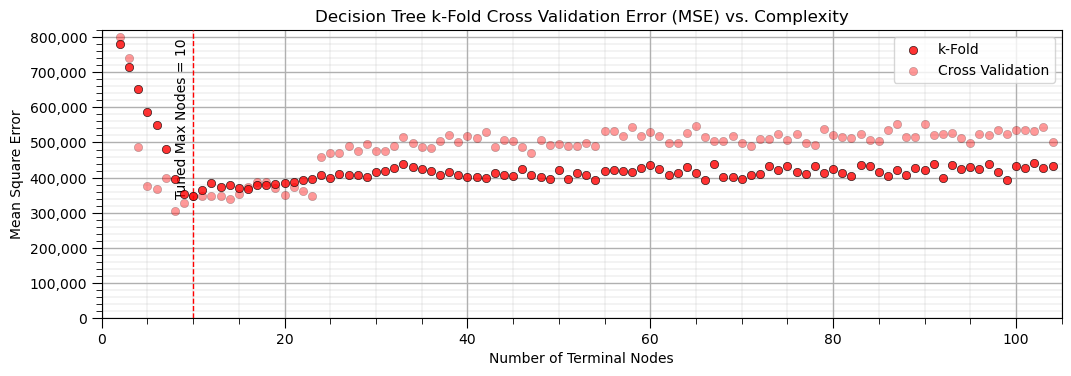 Decision Tree k-Fold Cross Validation Error (MSE) vs. Complexity
k-Fold
Cross Validation
Tuned Max Nodes = 10
Mean Square Error
800,000
700,000
600,000
500,000
400,000
300,000
200,000
100,000
0
0 20 40 60 80 100
Number of Terminal Nodes